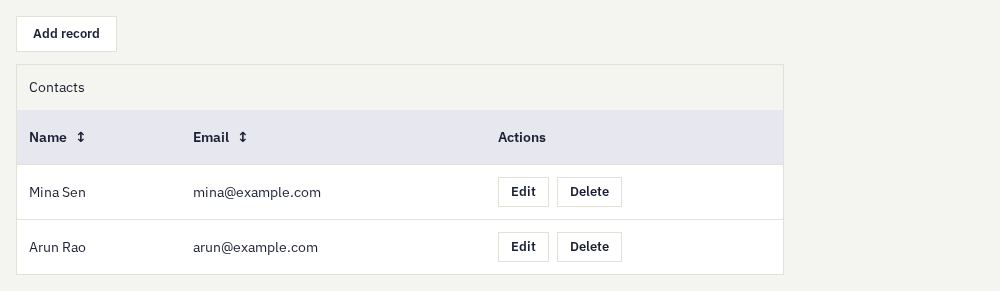 Add record
Contacts
Name ↕ Email ↕ Actions
Mina Sen mina@example.com Edit Delete
Arun Rao arun@example.com Edit Delete